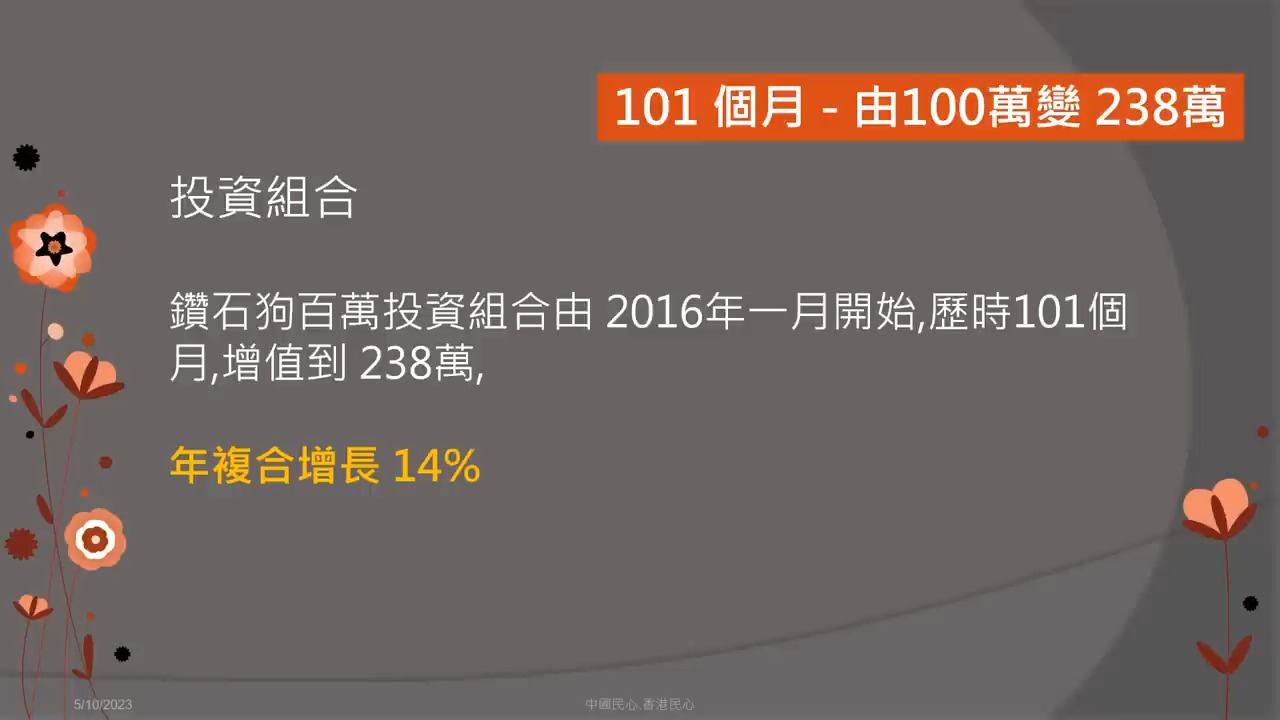 101 個月 - 由100萬變 238萬
投資組合
鑽石狗百萬投資組合由 2016年一月開始,歷時101個
月,增值到 238萬,
年複合增長 14%
5/10/2023
中國民心.香港民心